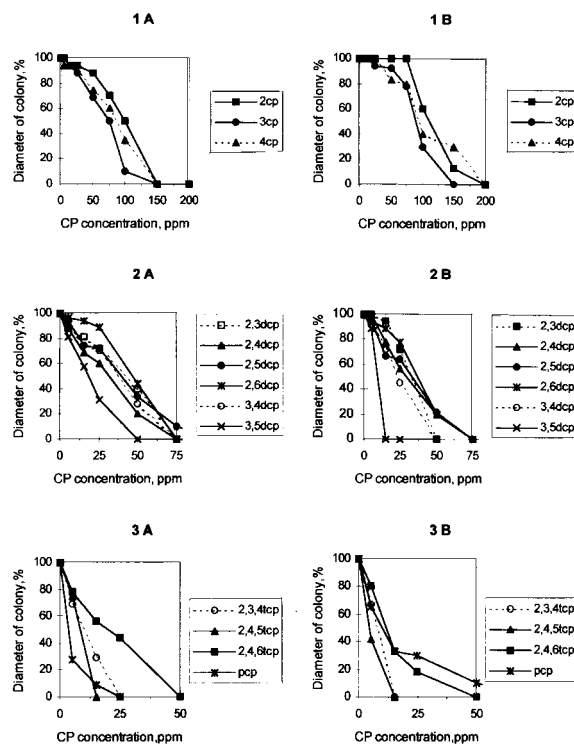 1 A
Diameter of colony,%
100
80
60
40
20
0
0 50 100 150 200
CP concentration, ppm
2cp
3cp
4cp
1 B
Diameter of colony,%
100
80
60
40
20
0
0 50 100 150 200
CP concentration, ppm
2cp
3cp
4cp
2 A
Diameter of colony,%
100
80
60
40
20
0
0 25 50 75
CP concentration, ppm
2,3dcp
2,4dcp
2,5dcp
2,6dcp
3,4dcp
3,5dcp
2 B
Diameter of colony,%
100
80
60
40
20
0
0 25 50 75
CP concentration, ppm
2,3dcp
2,4dcp
2,5dcp
2,6dcp
3,4dcp
3,5dcp
3 A
Diameter of colony,%
100
80
60
40
20
0
0 25 50
CP concentration,ppm
2,3,4tcp
2,4,5tcp
2,4,6tcp
pcp
3 B
Diameter of colony,%
100
80
60
40
20
0
0 25 50
CP concentration,ppm
2,3,4tcp
2,4,5tcp
2,4,6tcp
pcp